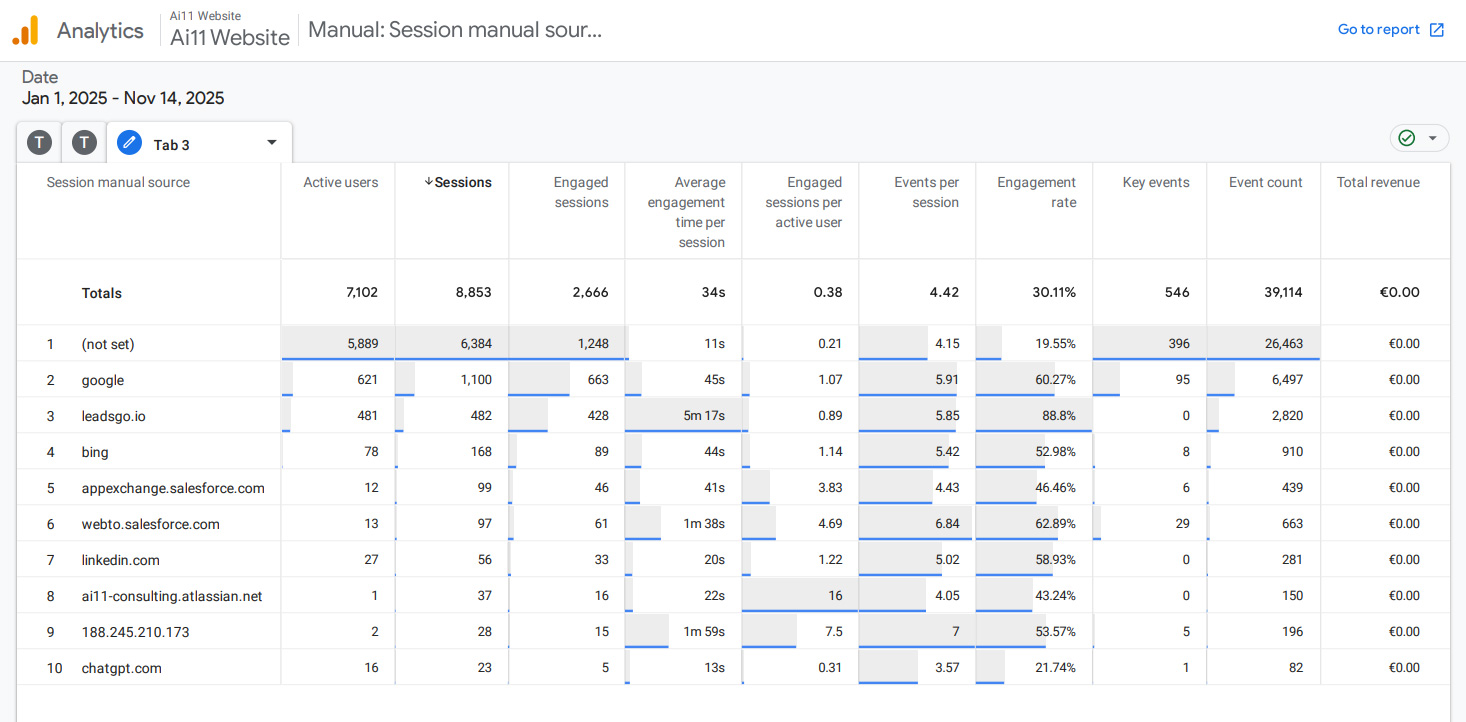 Analytics
Ai11 Website
Ai11 Website
Manual: Session manual sour...
Go to report
Date
Jan 1, 2025 - Nov 14, 2025
T T Tab 3
Session manual source Active users ↓Sessions Engaged sessions Average engagement time per session Engaged sessions per active user Events per session Engagement rate Key events Event count Total revenue
Totals 7,102 8,853 2,666 34s 0.38 4.42 30.11% 546 39,114 €0.00
1 (not set) 5,889 6,384 1,248 11s 0.21 4.15 19.55% 396 26,463 €0.00
2 google 621 1,100 663 45s 1.07 5.91 60.27% 95 6,497 €0.00
3 leadsgo.io 481 482 428 5m 17s 0.89 5.85 88.8% 0 2,820 €0.00
4 bing 78 168 89 44s 1.14 5.42 52.98% 8 910 €0.00
5 appexchange.salesforce.com 12 99 46 41s 3.83 4.43 46.46% 6 439 €0.00
6 webto.salesforce.com 13 97 61 1m 38s 4.69 6.84 62.89% 29 663 €0.00
7 linkedin.com 27 56 33 20s 1.22 5.02 58.93% 0 281 €0.00
8 ai11-consulting.atlassian.net 1 37 16 22s 16 4.05 43.24% 0 150 €0.00
9 188.245.210.173 2 28 15 1m 59s 7.5 7 53.57% 5 196 €0.00
10 chatgpt.com 16 23 5 13s 0.31 3.57 21.74% 1 82 €0.00